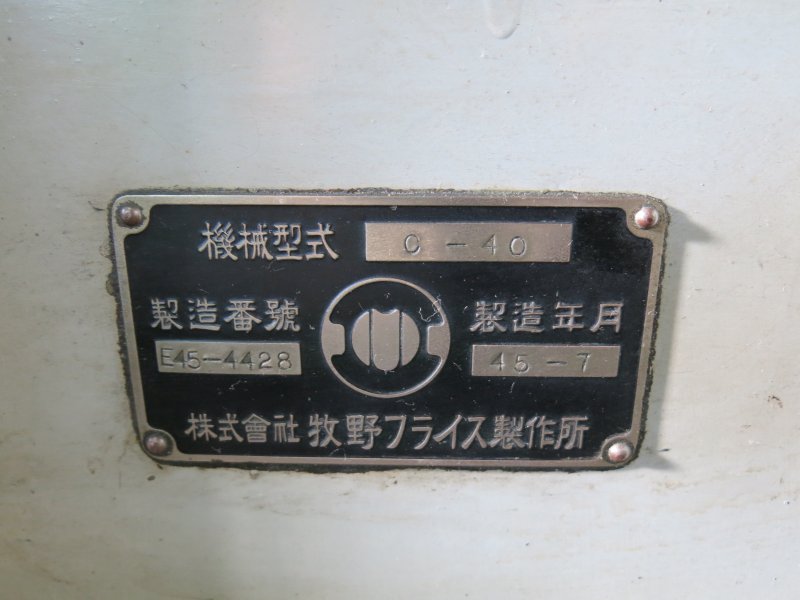 機械型式 C-40
製造番號 製造年月
E45-4428 45-7
株式會社 牧野フライス製作所